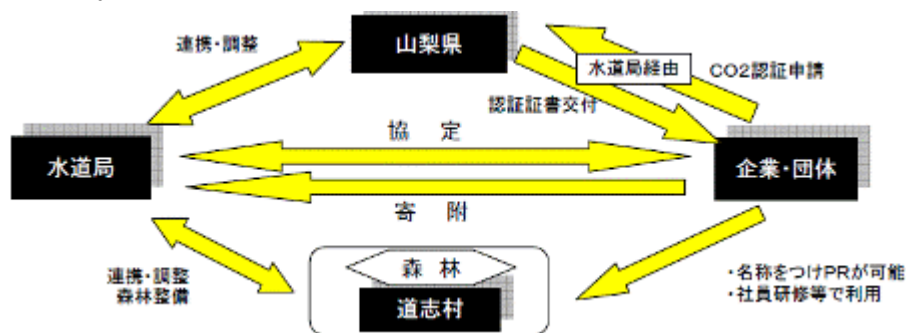 連携・調整
山梨県
水道局経由
CO2認証申請
認証証書交付
協 定
水道局
企業・団体
寄 附
連携・調整
森林整備
森 林
道志村
・名称をつけPRが可能
・社員研修等で利用